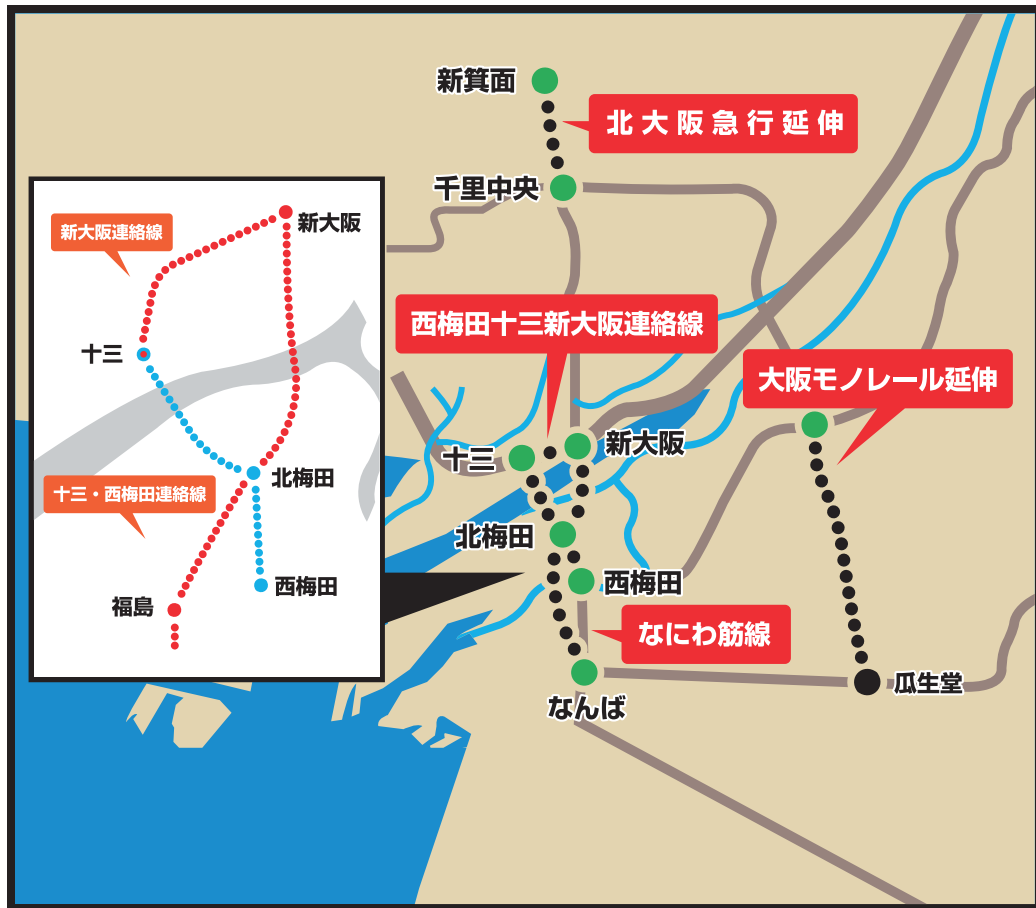 新箕面
北大阪急行延伸
千里中央
西梅田十三新大阪連絡線
大阪モノレール延伸
新大阪
十三
北梅田
西梅田
なにわ筋線
なんば
瓜生堂
新大阪連絡線
新大阪
十三
北梅田
十三・西梅田連絡線
西梅田
福島